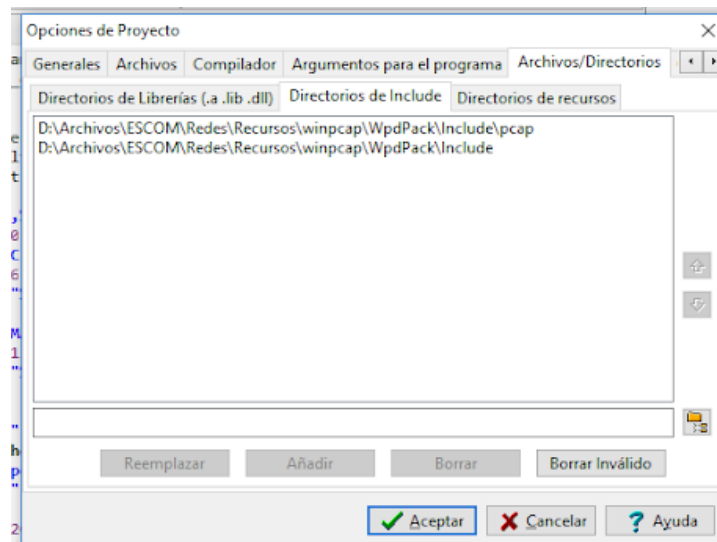 Opciones de Proyecto
Generales Archivos Compilador Argumentos para el programa Archivos/Directorios
Directorios de Librerías (.a .lib .dll) Directorios de Include Directorios de recursos
D:\Archivos\ESCOM\Redes\Recursos\winpcap\WpdPack\Include\pcap
D:\Archivos\ESCOM\Redes\Recursos\winpcap\WpdPack\Include
Reemplazar Añadir Borrar Borrar Inválido
Aceptar Cancelar Ayuda